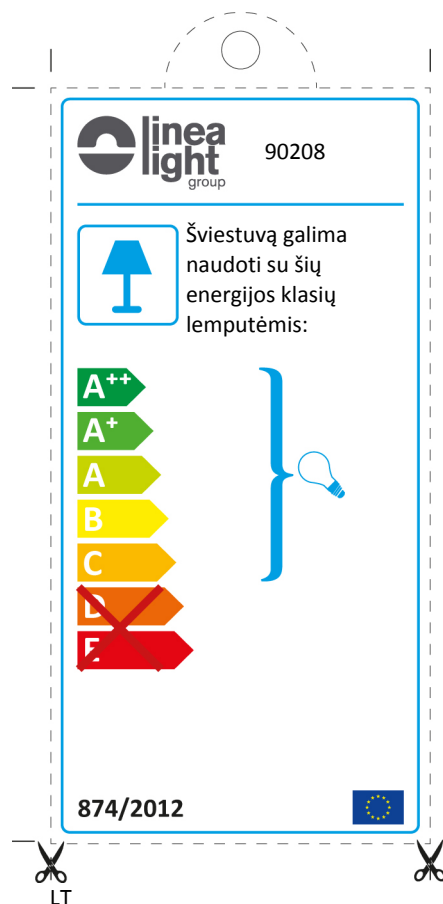 linea
light
group
90208
Šviestuvą galima
naudoti su šių
energijos klasių
lemputėmis:
A++
A+
A
B
C
D
E
874/2012
LT